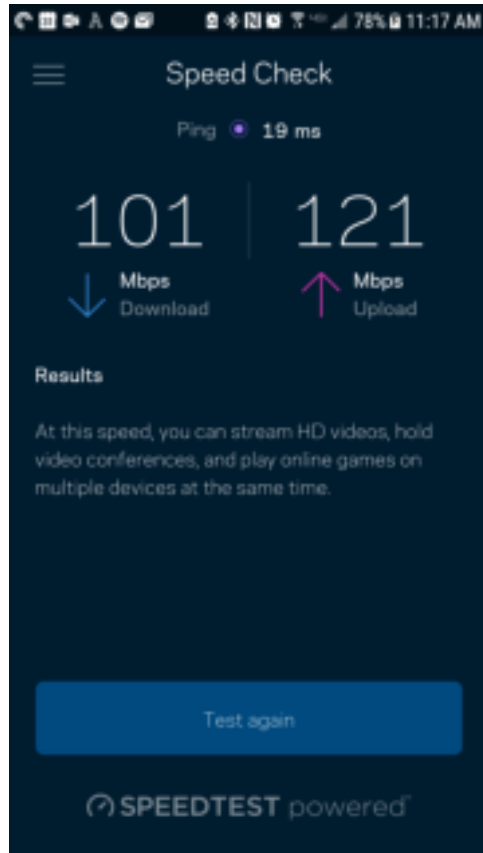 78% 11:17 AM
Speed Check
Ping 19 ms
101 121
Mbps Mbps
Download Upload
Results
At this speed, you can stream HD videos, hold
video conferences, and play online games on
multiple devices at the same time.
Test again
SPEEDTEST powered